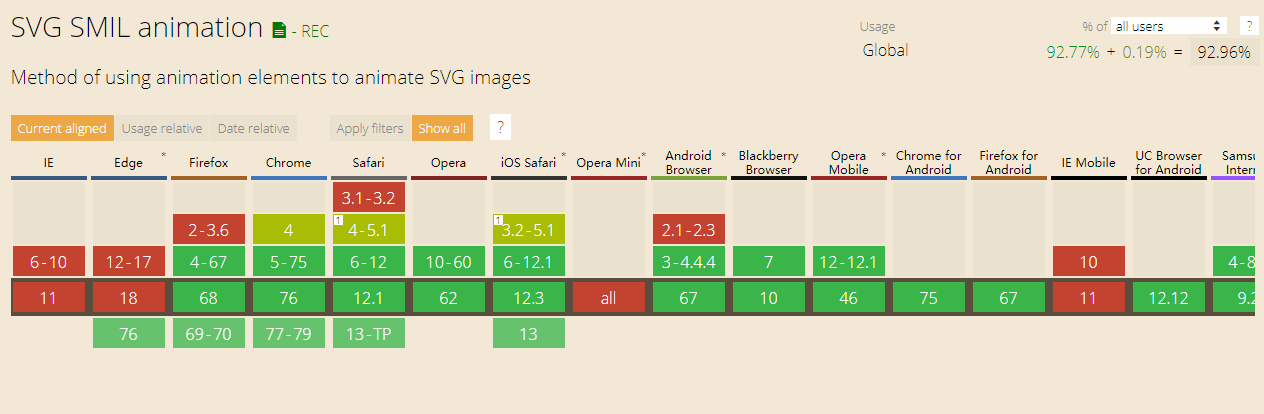 SVG SMIL animation - REC
Usage % of all users ?
Global 92.77% + 0.19% = 92.96%
Method of using animation elements to animate SVG images
Current aligned Usage relative Date relative Apply filters Show all ?
IE Edge * Firefox Chrome Safari Opera iOS Safari * Opera Mini * Android Browser * Blackberry Browser Opera Mobile * Chrome for Android Firefox for Android IE Mobile UC Browser for Android
3.1-3.2
2-3.6 4 1 4-5.1 1 3.2-5.1 2.1-2.3
6-10 12-17 4-67 5-75 6-12 10-60 6-12.1 3-4.4.4 7 12-12.1 10
11 18 68 76 12.1 62 12.3 all 67 10 46 75 67 11 12.12
76 69-70 77-79 13-TP 13